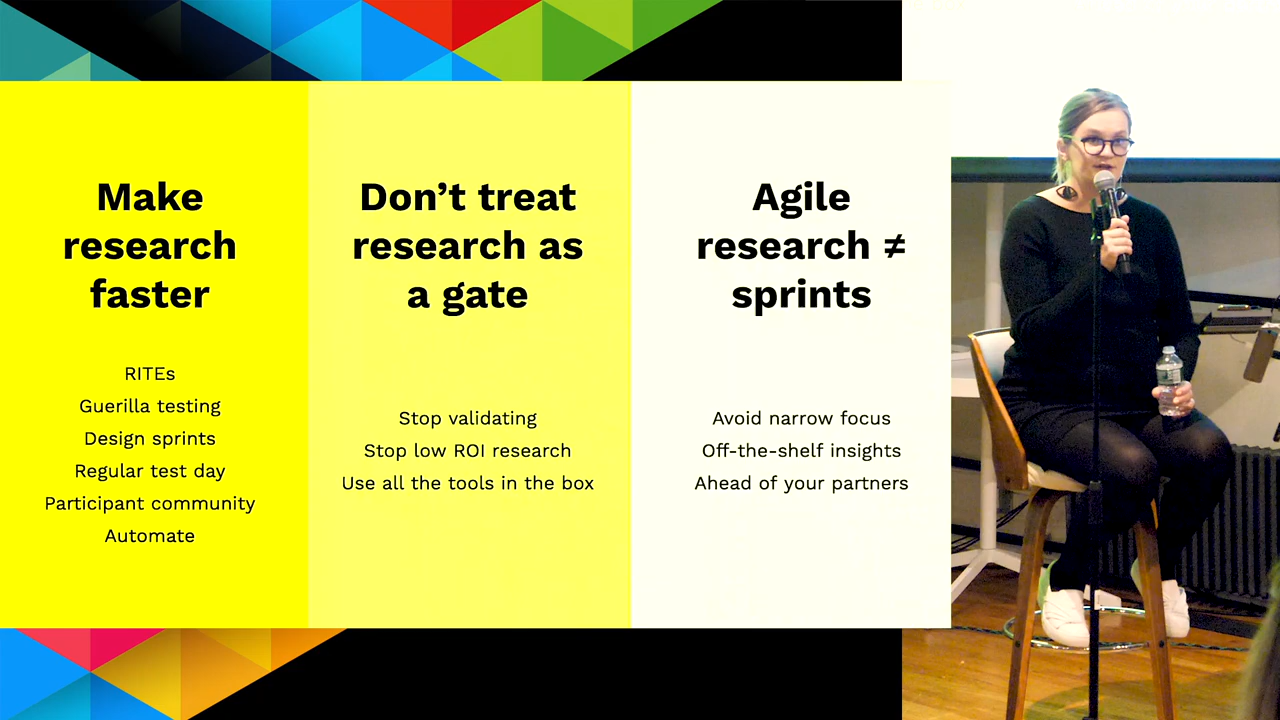 Make
research
faster
RITEs
Guerilla testing
Design sprints
Regular test day
Participant community
Automate
Don’t treat
research as
a gate
Stop validating
Stop low ROI research
Use all the tools in the box
Agile
research ≠
sprints
Avoid narrow focus
Off-the-shelf insights
Ahead of your partners